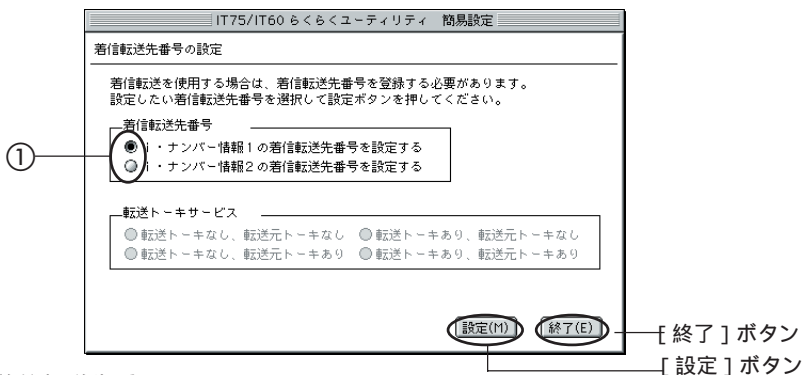 IT75/IT60 らくらくユーティリティ 簡易設定
着信転送先番号の設定
着信転送を使用する場合は、着信転送先番号を登録する必要があります。
設定したい着信転送先番号を選択して設定ボタンを押してください。
着信転送先番号
①
i・ナンバー情報1の着信転送先番号を設定する
i・ナンバー情報2の着信転送先番号を設定する
転送トーキサービス
転送トーキなし、転送元トーキなし 転送トーキあり、転送元トーキなし
転送トーキなし、転送元トーキあり 転送トーキあり、転送元トーキあり
設定(M) 終了(E)
[ 終了 ] ボタン
[ 設定 ] ボタン